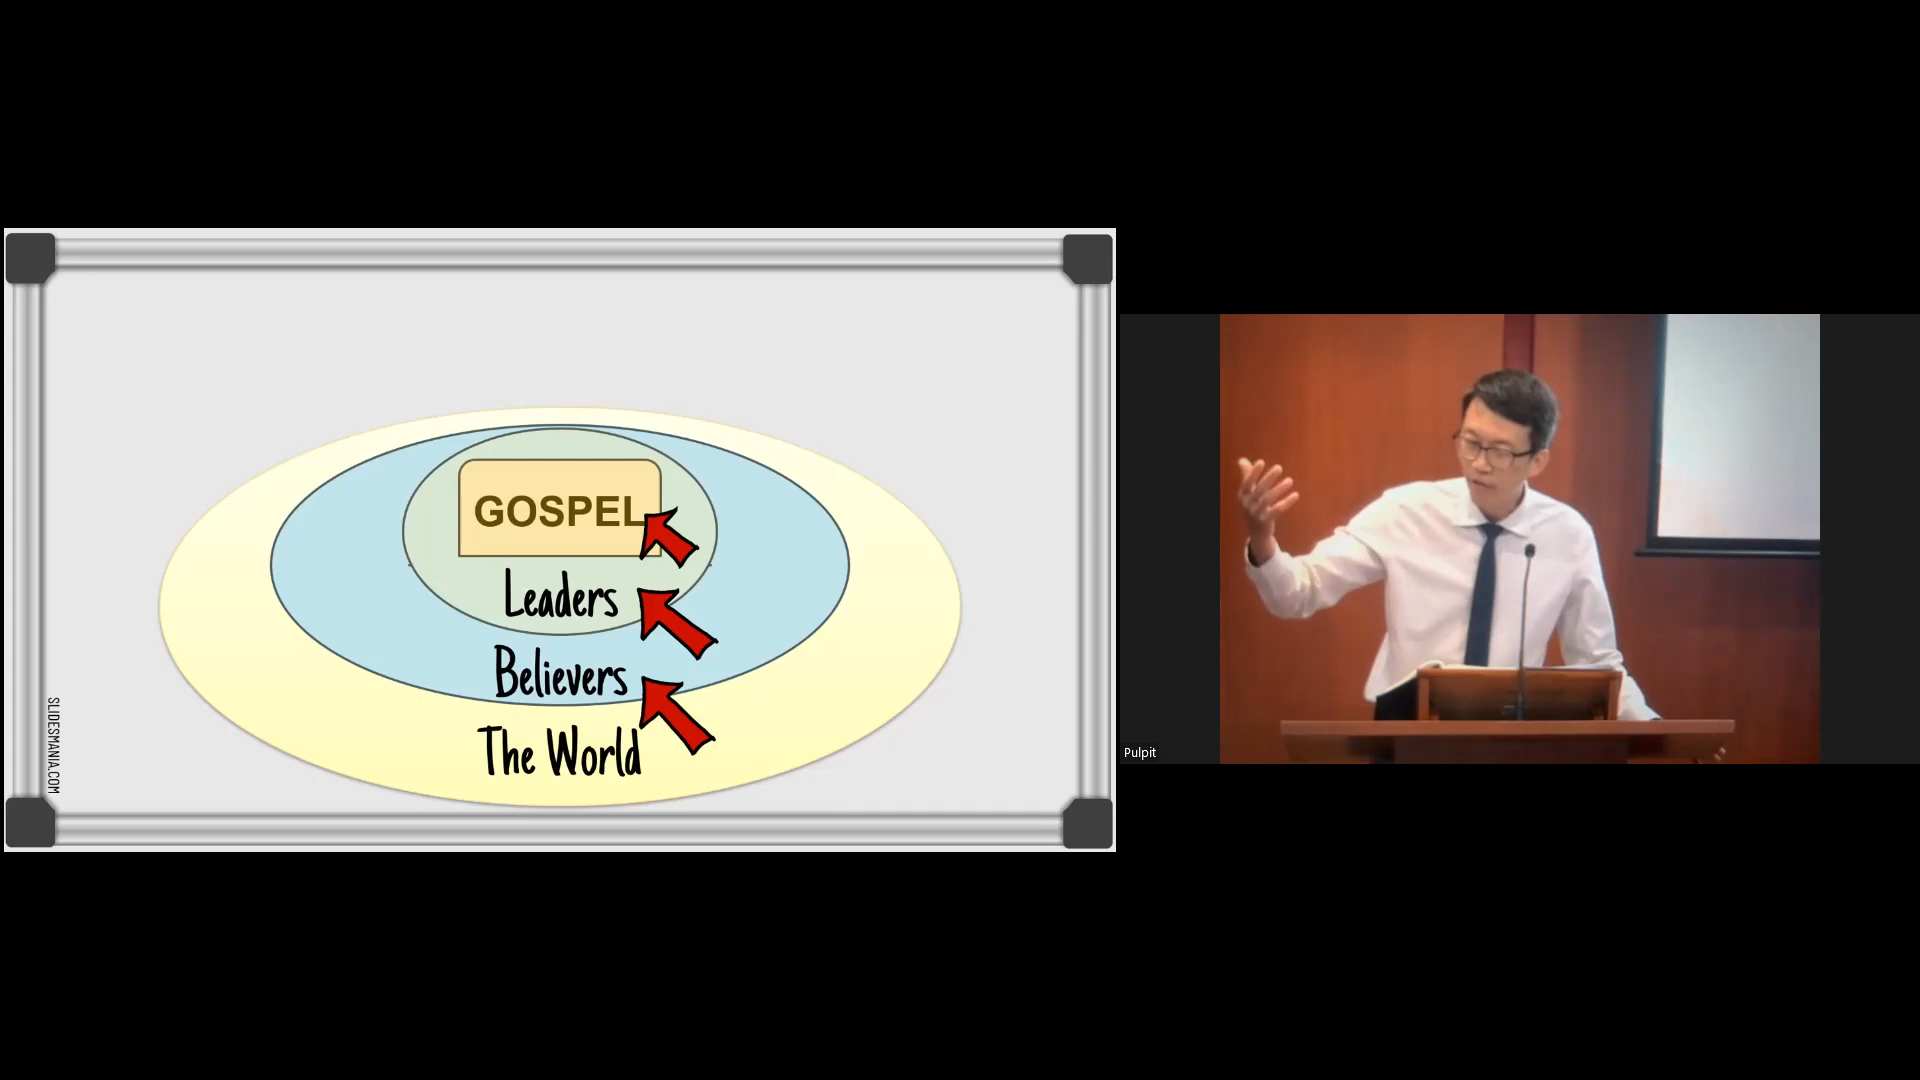 GOSPEL
Leaders
Believers
The World
SLIDESMANIA.COM
Pulpit